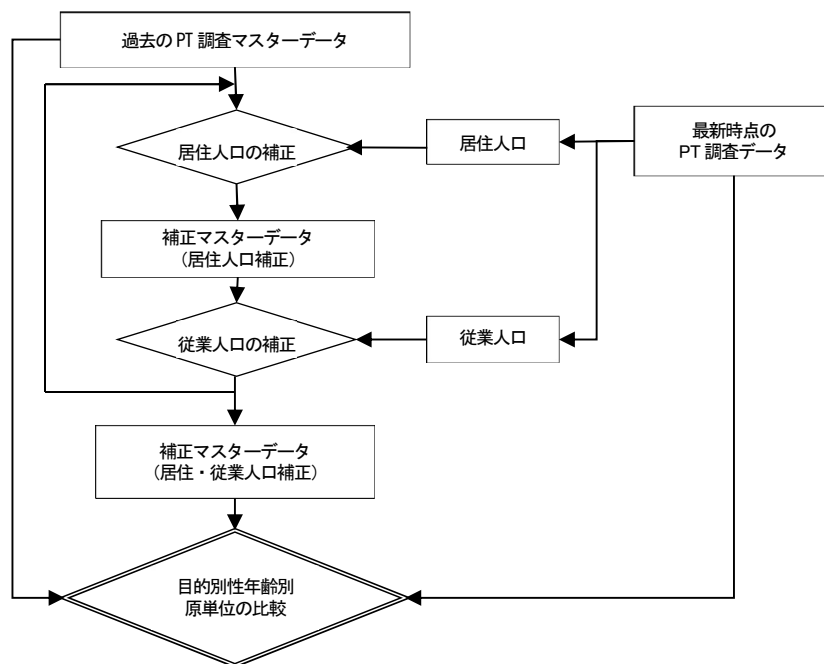 過去のPT調査マスターデータ
居住人口の補正
居住人口
最新時点の
PT調査データ
補正マスターデータ
（居住人口補正）
従業人口の補正
従業人口
補正マスターデータ
（居住・従業人口補正）
目的別性年齢別
原単位の比較